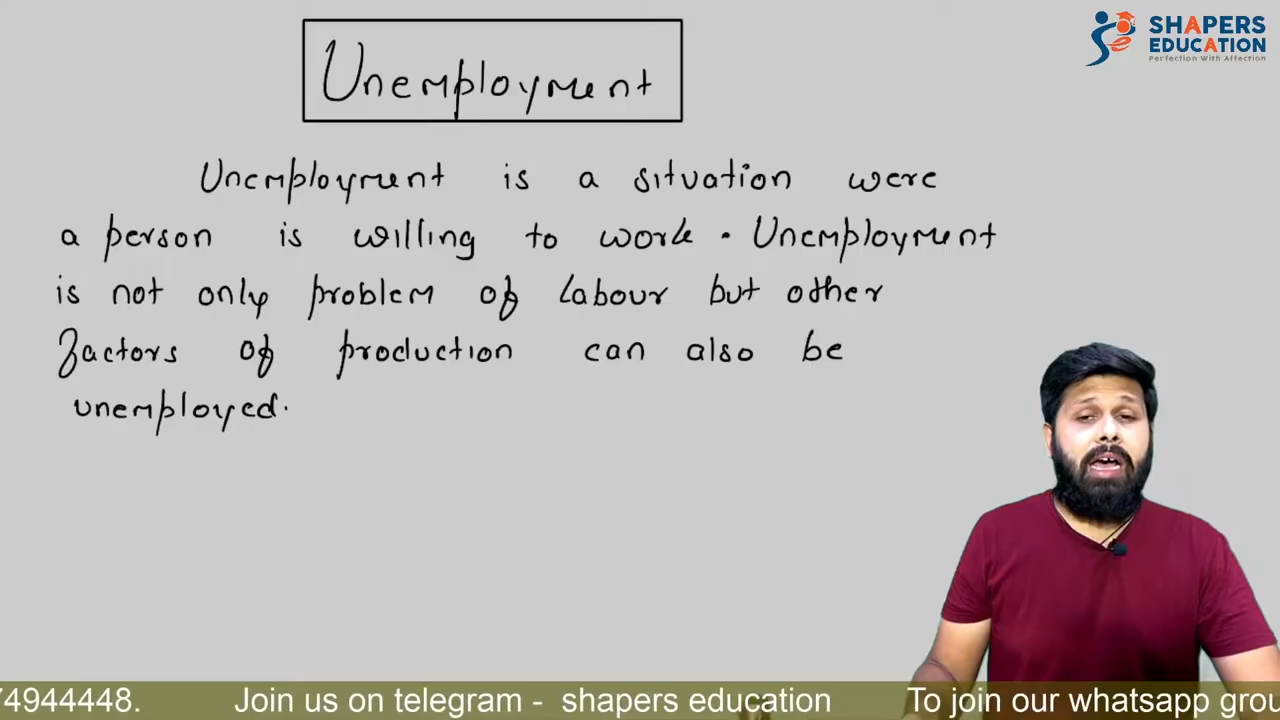 SHAPERS
EDUCATION
Perfection With Affection
Unemployment
Unemployment is a situation were
a person is willing to work. Unemployment
is not only problem of Labour but other
factors of production can also be
unemployed.
74944448. Join us on telegram - shapers education To join our whatsapp grou